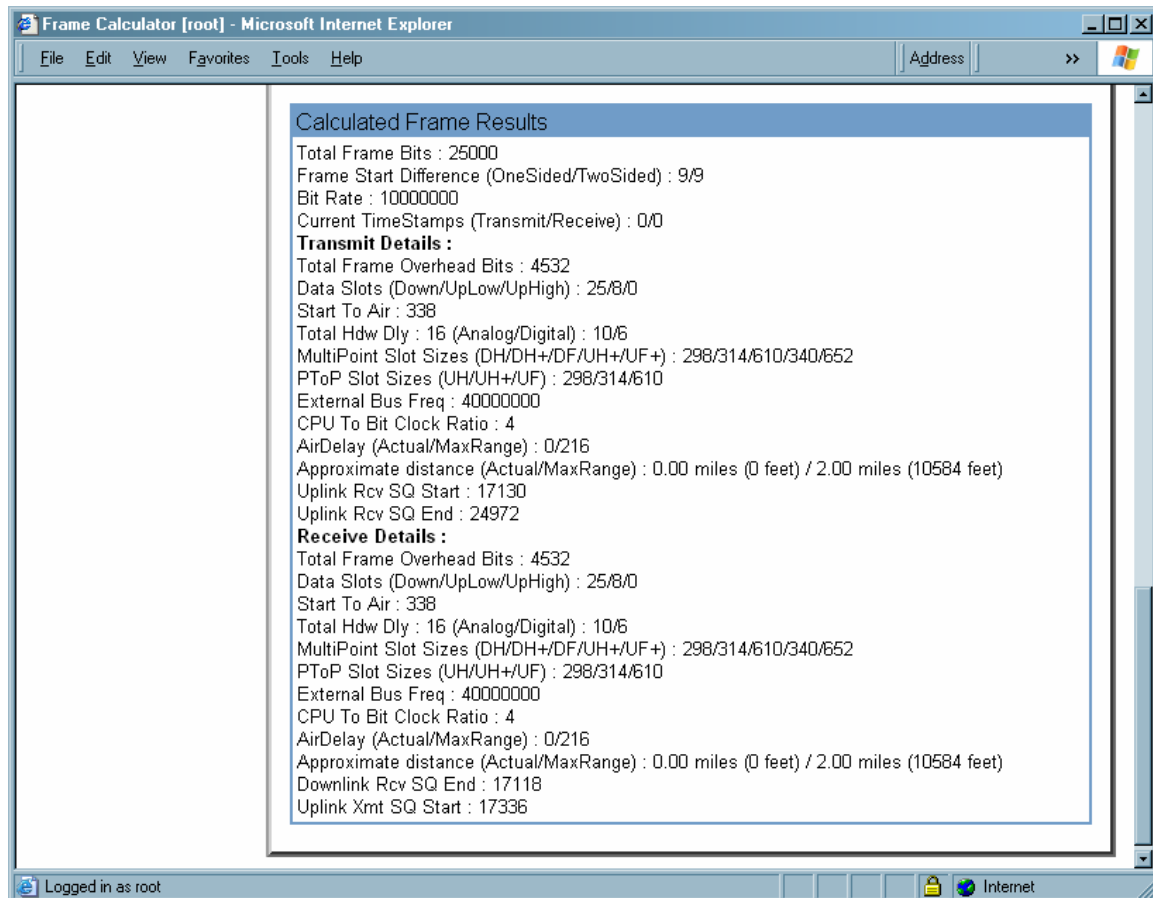 Frame Calculator [root] - Microsoft Internet Explorer
File Edit View Favorites Tools Help Address »
Calculated Frame Results
Total Frame Bits : 25000
Frame Start Difference (OneSided/TwoSided) : 9/9
Bit Rate : 10000000
Current TimeStamps (Transmit/Receive) : 0/0
Transmit Details :
Total Frame Overhead Bits : 4532
Data Slots (Down/UpLow/UpHigh) : 25/8/0
Start To Air : 338
Total Hdw Dly : 16 (Analog/Digital) : 10/6
MultiPoint Slot Sizes (DH/DH+/DF/UH+/UF+) : 298/314/610/340/652
PToP Slot Sizes (UH/UH+/UF) : 298/314/610
External Bus Freq : 40000000
CPU To Bit Clock Ratio : 4
AirDelay (Actual/MaxRange) : 0/216
Approximate distance (Actual/MaxRange) : 0.00 miles (0 feet) / 2.00 miles (10584 feet)
Uplink Rcv SQ Start : 17130
Uplink Rcv SQ End : 24972
Receive Details :
Total Frame Overhead Bits : 4532
Data Slots (Down/UpLow/UpHigh) : 25/8/0
Start To Air : 338
Total Hdw Dly : 16 (Analog/Digital) : 10/6
MultiPoint Slot Sizes (DH/DH+/DF/UH+/UF+) : 298/314/610/340/652
PToP Slot Sizes (UH/UH+/UF) : 298/314/610
External Bus Freq : 40000000
CPU To Bit Clock Ratio : 4
AirDelay (Actual/MaxRange) : 0/216
Approximate distance (Actual/MaxRange) : 0.00 miles (0 feet) / 2.00 miles (10584 feet)
Downlink Rcv SQ End : 17118
Uplink Xmt SQ Start : 17336
Logged in as root Internet